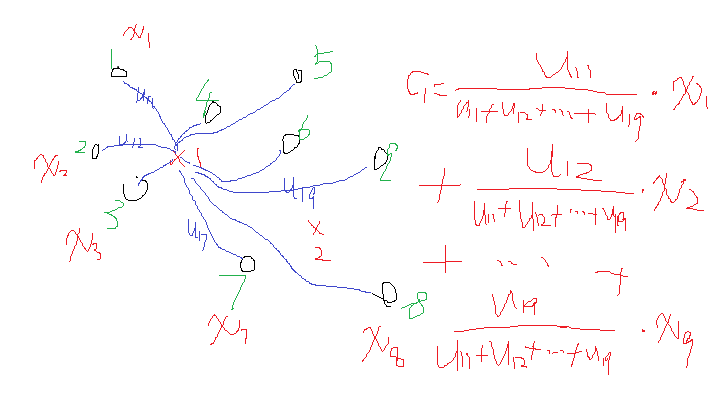 x₁
1
5
u₁₁
4
2
u₁₂
x₂
x 1
6
9
u₁₉
3
x₃
u₁₇
x
2
7
x₇
8
x₈
C₁ = u₁₁ / (u₁₁+u₁₂+...+u₁₉) · x₁
+ u₁₂ / (u₁₁+u₁₂+...+u₁₉) · x₂
+ ... +
u₁₉ / (u₁₁+u₁₂+...+u₁₉) · x₉